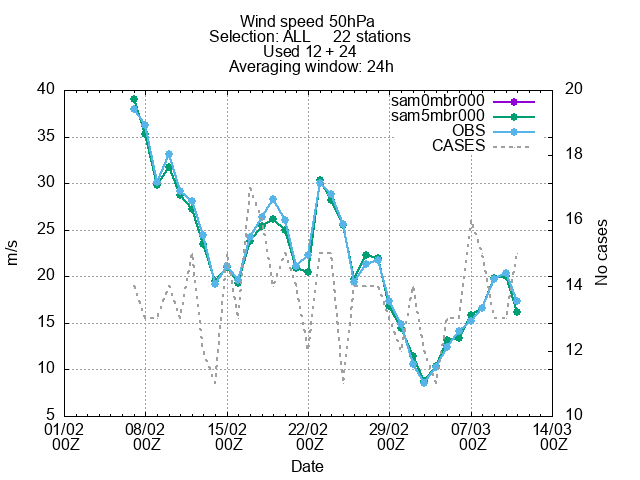 Wind speed 50hPa
Selection: ALL 22 stations
Used 12 + 24
Averaging window: 24h
sam0mbr000
sam5mbr000
OBS
CASES
40
35
30
25
20
15
10
5
m/s
20
18
16
14
12
10
No cases
01/02 08/02 15/02 22/02 29/02 07/03 14/03
00Z 00Z 00Z 00Z 00Z 00Z 00Z
Date